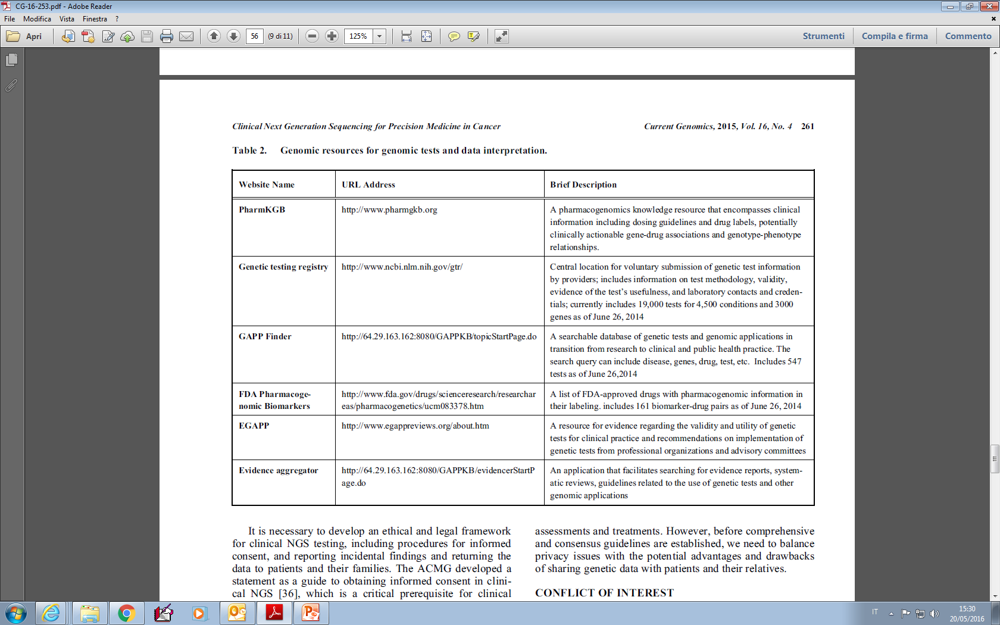 CG-16-253.pdf - Adobe Reader
File Modifica Vista Finestra ?
Apri
56 (9 di 11)
125%
Strumenti
Compila e firma
Commento
Clinical Next Generation Sequencing for Precision Medicine in Cancer
Current Genomics, 2015, Vol. 16, No. 4 261
Table 2. Genomic resources for genomic tests and data interpretation.
Website Name
URL Address
Brief Description
PharmKGB
http://www.pharmgkb.org
A pharmacogenomics knowledge resource that encompasses clinical
information including dosing guidelines and drug labels, potentially
clinically actionable gene-drug associations and genotype-phenotype
relationships.
Genetic testing registry
http://www.ncbi.nlm.nih.gov/gtr/
Central location for voluntary submission of genetic test information
by providers; includes information on test methodology, validity,
evidence of the test's usefulness, and laboratory contacts and creden-
tials; currently includes 19,000 tests for 4,500 conditions and 3000
genes as of June 26, 2014
GAPP Finder
http://64.29.163.162:8080/GAPPKB/topicStartPage.do
A searchable database of genetic tests and genomic applications in
transition from research to clinical and public health practice. The
search query can include disease, genes, drug, test, etc. Includes 547
tests as of June 26,2014
FDA Pharmacoge-
nomic Biomarkers
http://www.fda.gov/drugs/scienceresearch/researchar
eas/pharmacogenetics/ucm083378.htm
A list of FDA-approved drugs with pharmacogenomic information in
their labeling. includes 161 biomarker-drug pairs as of June 26, 2014
EGAPP
http://www.egappreviews.org/about.htm
A resource for evidence regarding the validity and utility of genetic
tests for clinical practice and recommendations on implementation of
genetic tests from professional organizations and advisory committees
Evidence aggregator
http://64.29.163.162:8080/GAPPKB/evidencerStartP
age.do
An application that facilitates searching for evidence reports, system-
atic reviews, guidelines related to the use of genetic tests and other
genomic applications
It is necessary to develop an ethical and legal framework
for clinical NGS testing, including procedures for informed
consent, and reporting incidental findings and returning the
data to patients and their families. The ACMG developed a
statement as a guide to obtaining informed consent in clini-
cal NGS [36], which is a critical prerequisite for clinical
assessments and treatments. However, before comprehensive
and consensus guidelines are established, we need to balance
privacy issues with the potential advantages and drawbacks
of sharing genetic data with patients and their relatives.
CONFLICT OF INTEREST
IT
15:30
20/05/2016